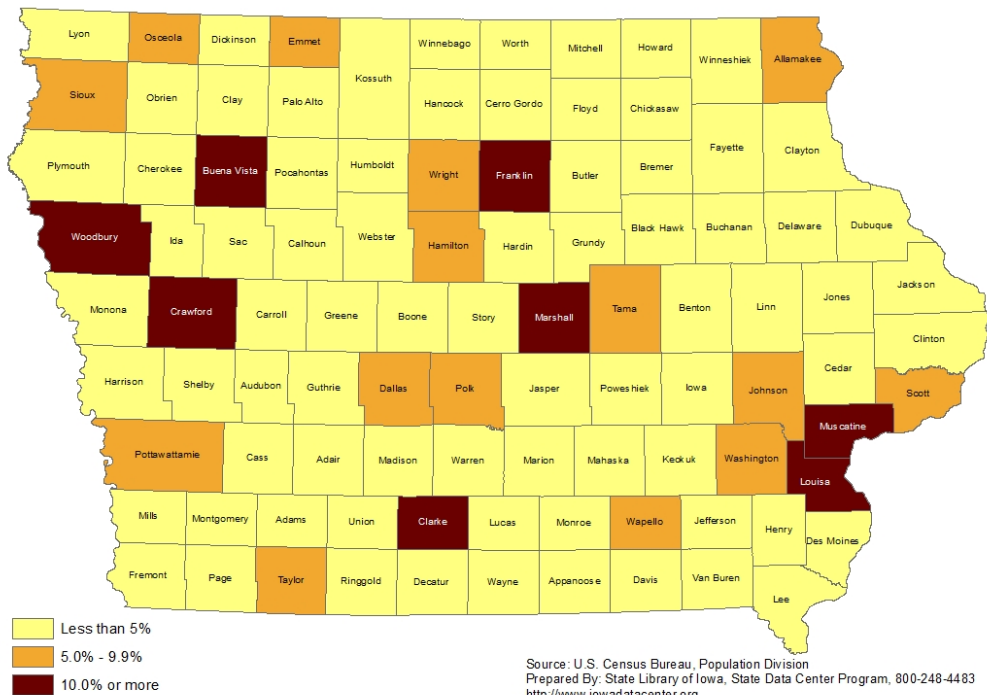 Lyon Osceola Dickinson Emmet Kossuth Winnebago Worth Mitchell Howard Winneshiek Allamakee
Sioux Obrien Clay Palo Alto Hancock Cerro Gordo Floyd Chickasaw
Plymouth Cherokee Buena Vista Pocahontas Humboldt Wright Franklin Butler Bremer Fayette Clayton
Woodbury Ida Sac Calhoun Webster Hamilton Hardin Grundy Black Hawk Buchanan Delaware Dubuque
Monona Crawford Carroll Greene Boone Story Marshall Tama Benton Linn Jones Jackson
Clinton
Harrison Shelby Audubon Guthrie Dallas Polk Jasper Poweshiek Iowa Johnson Cedar Scott
Muscatine
Pottawattamie Cass Adair Madison Warren Marion Mahaska Keokuk Washington Louisa
Mills Montgomery Adams Union Clarke Lucas Monroe Wapello Jefferson Henry Des Moines
Fremont Page Taylor Ringgold Decatur Wayne Appanoose Davis Van Buren Lee
Less than 5%
5.0% - 9.9%
10.0% or more
Source: U.S. Census Bureau, Population Division
Prepared By: State Library of Iowa, State Data Center Program, 800-248-4483
http://www.iowadatacenter.org